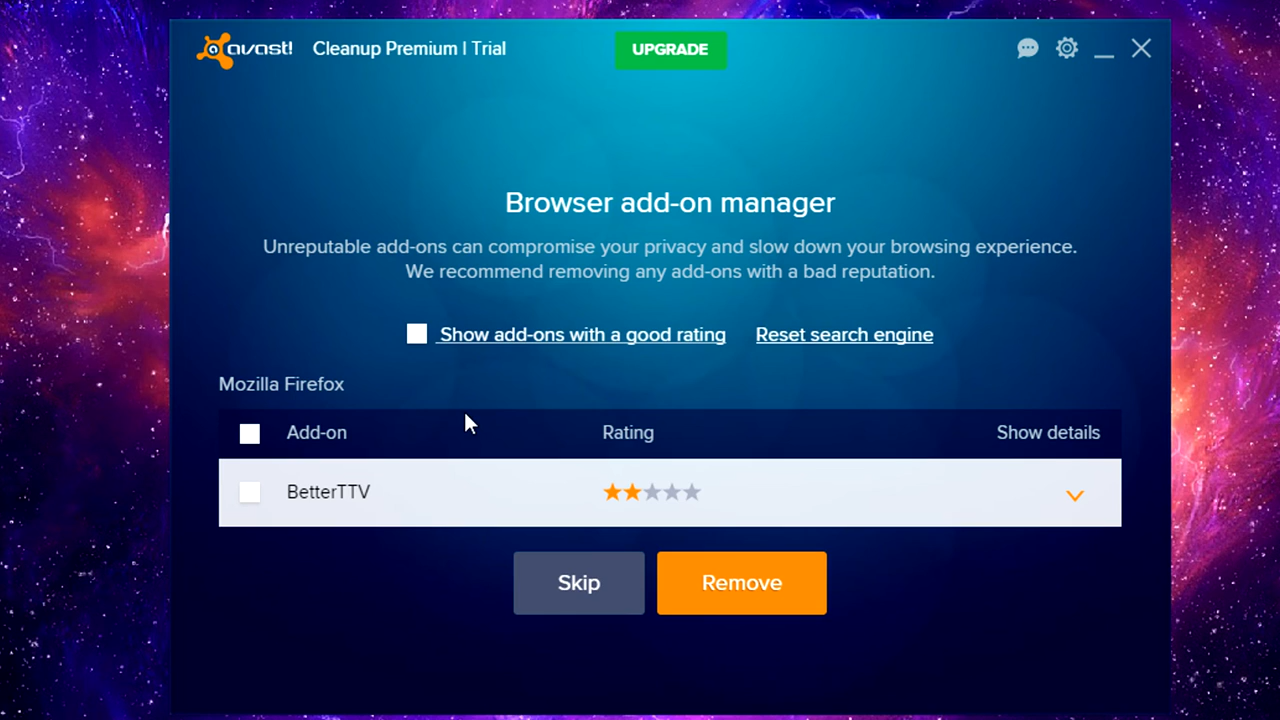 avast! Cleanup Premium | Trial UPGRADE
Browser add-on manager
Unreputable add-ons can compromise your privacy and slow down your browsing experience.
We recommend removing any add-ons with a bad reputation.
Show add-ons with a good rating Reset search engine
Mozilla Firefox
Add-on Rating Show details
BetterTTV
Skip Remove